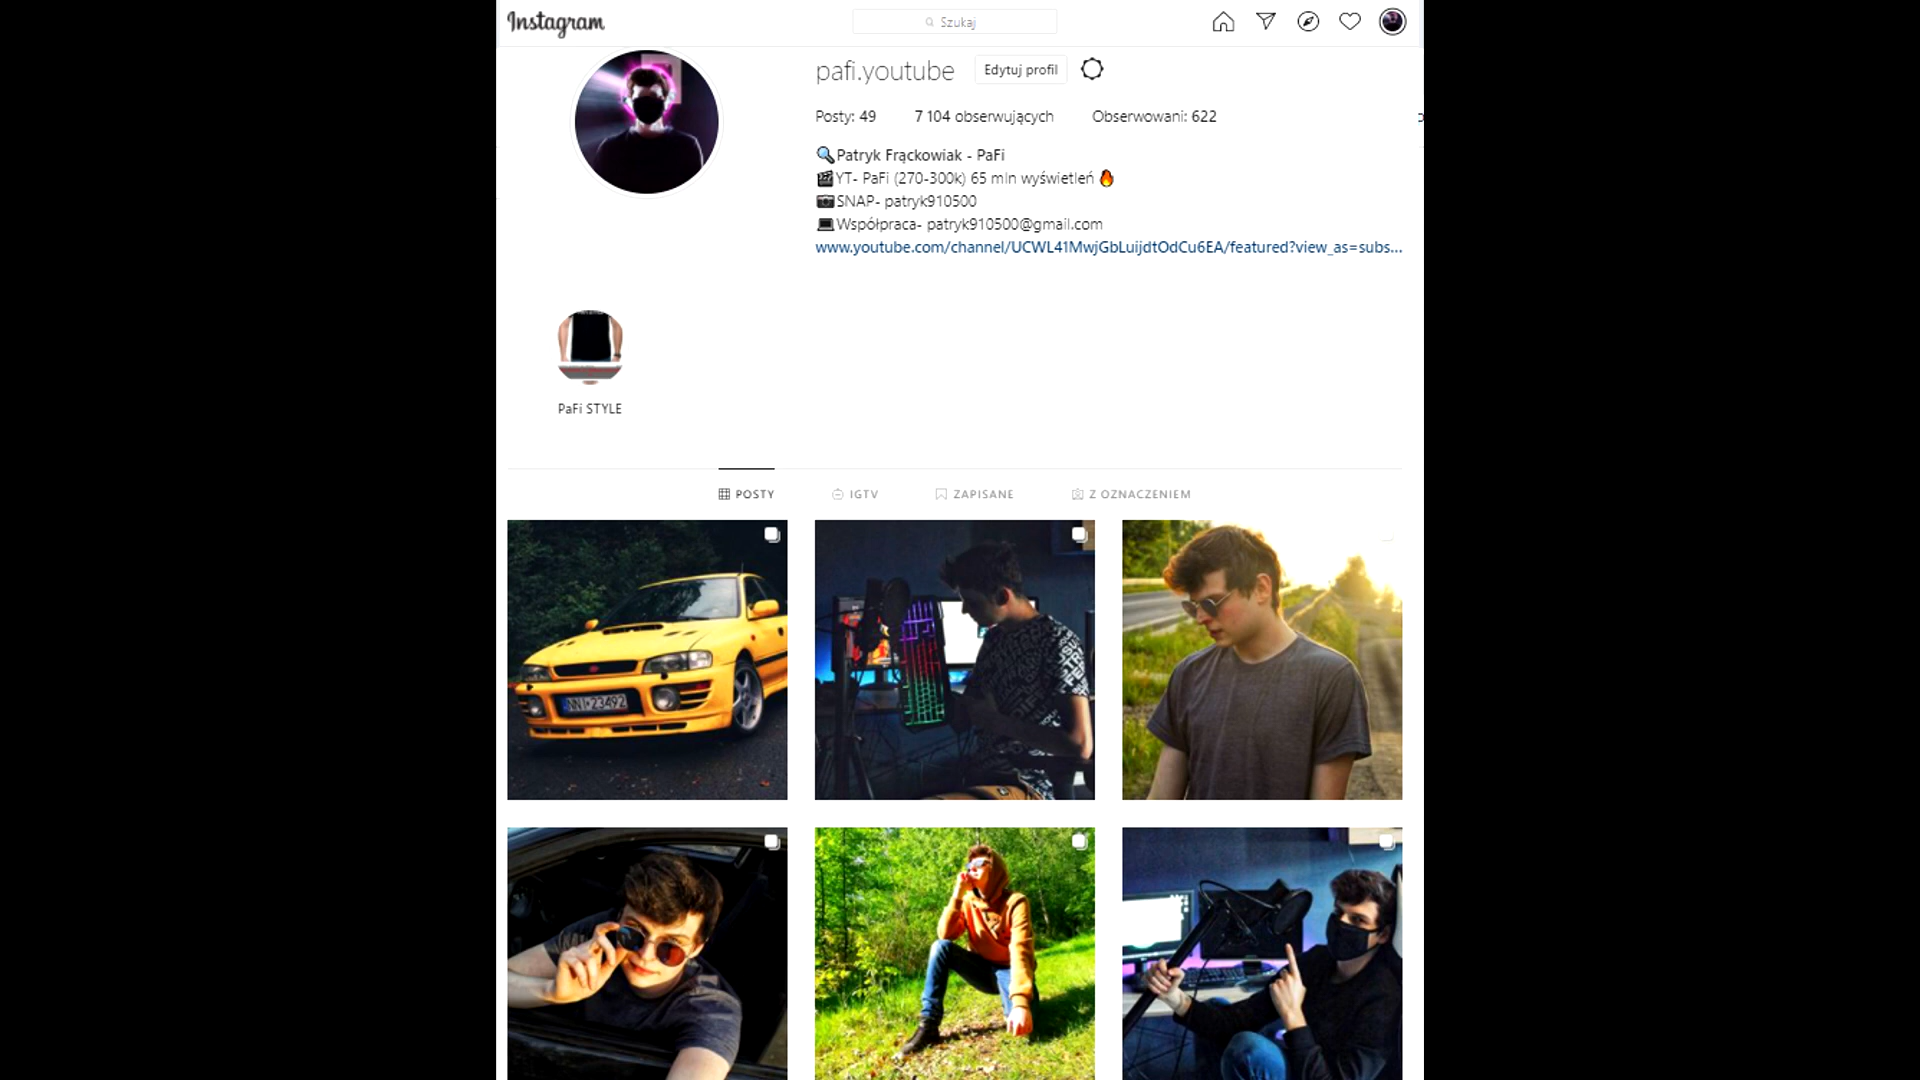 Instagram
Szukaj
pafi.youtube
Edytuj profil
Posty: 49
7 104 obserwujących
Obserwowani: 622
Patryk Frąckowiak - PaFi
YT- PaFi (270-300k) 65 mln wyświetleń
SNAP- patryk910500
Współpraca- patryk910500@gmail.com
www.youtube.com/channel/UCWL41MwjGbLuijdtOdCu6EA/featured?view_as=subs...
PaFi STYLE
POSTY
IGTV
ZAPISANE
Z OZNACZENIEM
NNI 23492